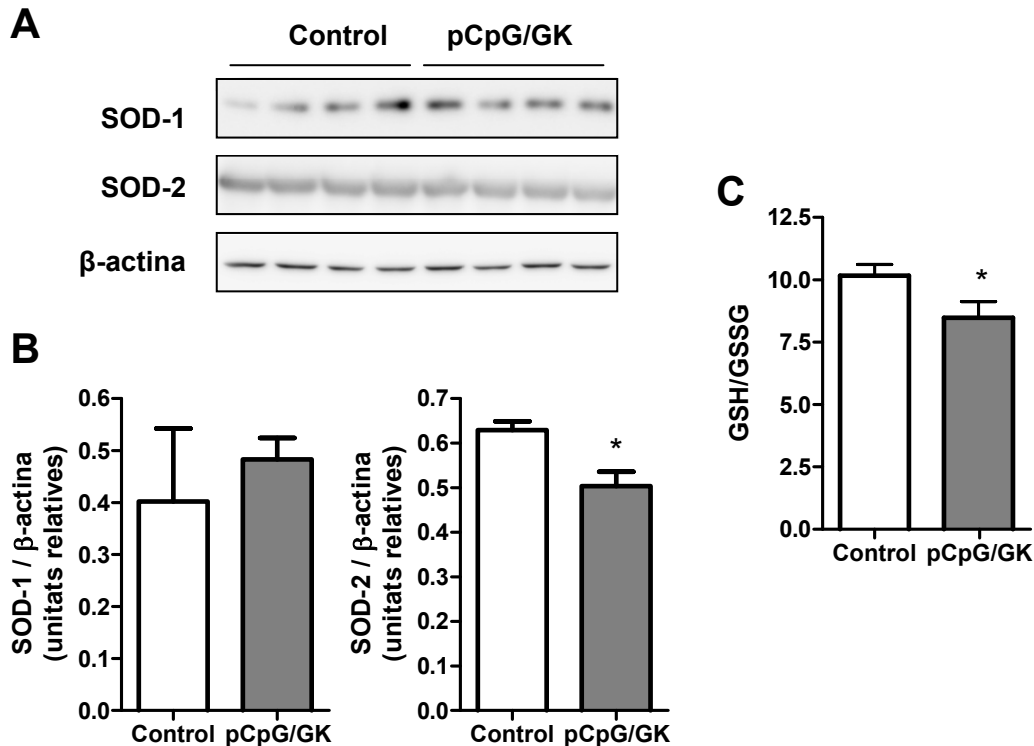 A
Control
pCpG/GK
SOD-1
SOD-2
β-actina
B
SOD-1 / β-actina
(unitats relatives)
0.6
0.5
0.4
0.3
0.2
0.1
0.0
Control
pCpG/GK
SOD-2 / β-actina
(unitats relatives)
0.7
0.6
0.5
0.4
0.3
0.2
0.1
0.0
*
Control
pCpG/GK
C
GSH/GSSG
12.5
10.0
7.5
5.0
2.5
0.0
*
Control
pCpG/GK